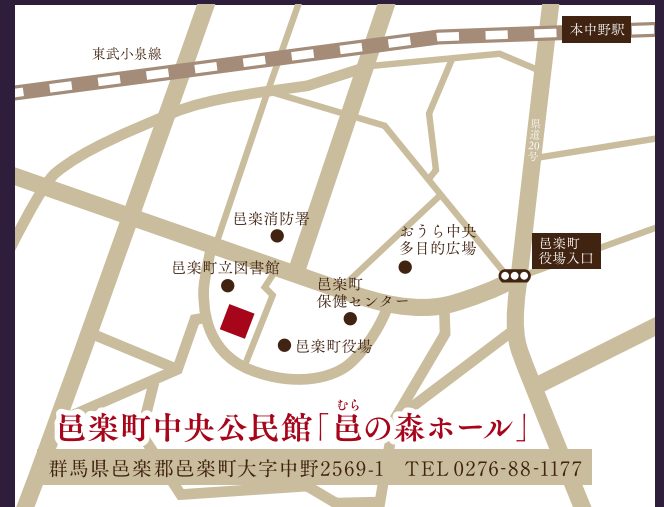 本中野駅
東武小泉線
県道20号
邑楽消防署
おうら中央
多目的広場
邑楽町
役場入口
邑楽町立図書館
邑楽町
保健センター
邑楽町役場
むら
邑楽町中央公民館「邑の森ホール」
群馬県邑楽郡邑楽町大字中野2569-1 TEL 0276-88-1177